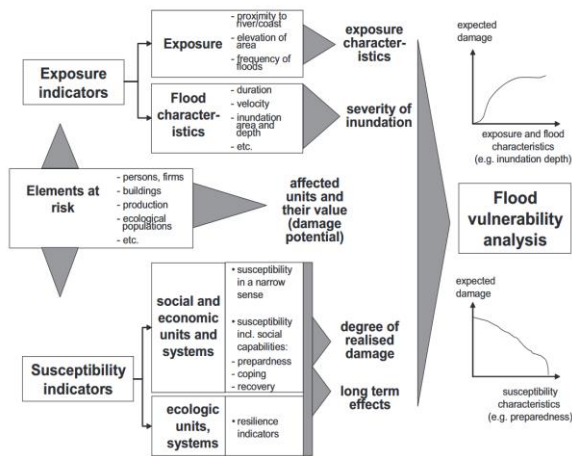 Exposure
indicators
Exposure
- proximity to
river/coast
- elevation of area
- frequency of
floods
exposure
character-
istics
Flood
character-
istics
- duration
- velocity
- inundation
area and
depth
- etc.
severity of
inundation
Elements at
risk
- persons, firms
- buildings
- production
- ecological
populations
- etc.
affected
units and
their value
(damage
potential)
Susceptibility
indicators
social and
economic
units and
systems
• susceptibility
in a narrow
sense
• susceptibility
incl. social
capabilities:
- prepardness
- coping
- recovery
degree of
realised
damage
long term
effects
ecologic
units,
systems
• resilience
indicators
expected
damage
exposure and flood
characteristics
(e.g. inundation depth)
Flood
vulnerability
analysis
expected
damage
susceptibility
characteristics
(e.g. preparedness)